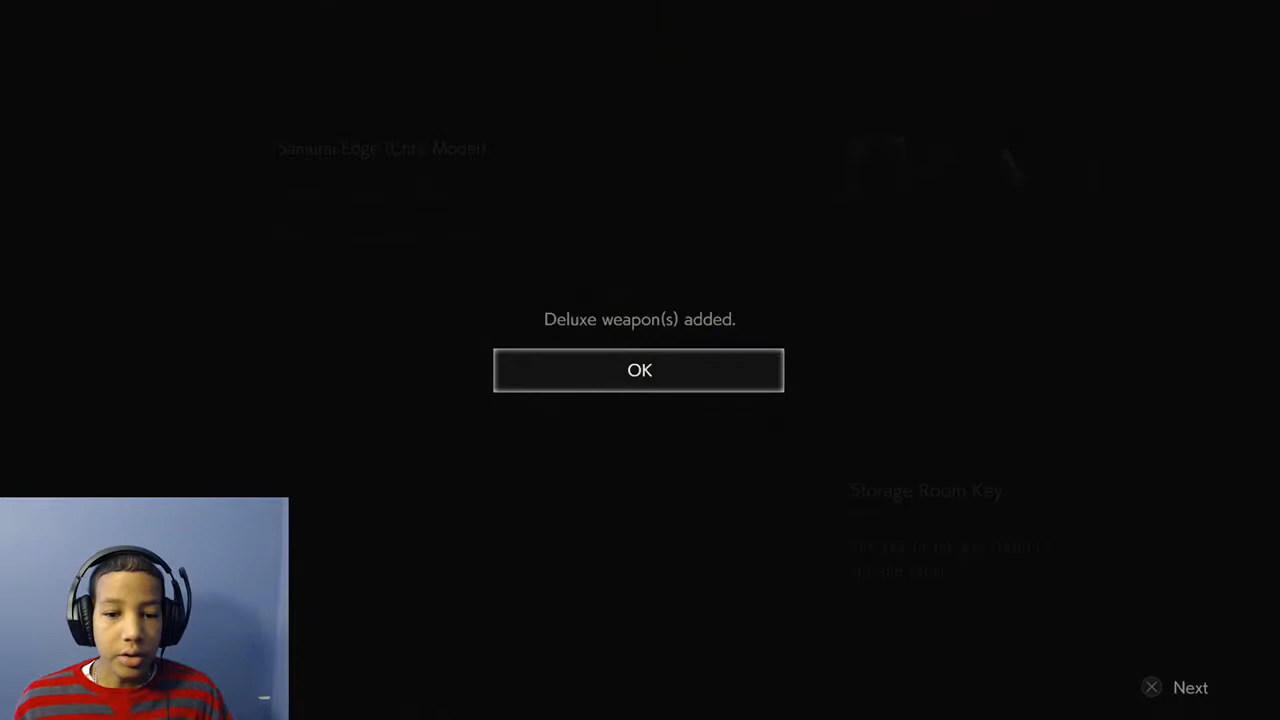 Samurai Edge (Chris Model)
Deluxe weapon(s) added.
OK
Storage Room Key
Next